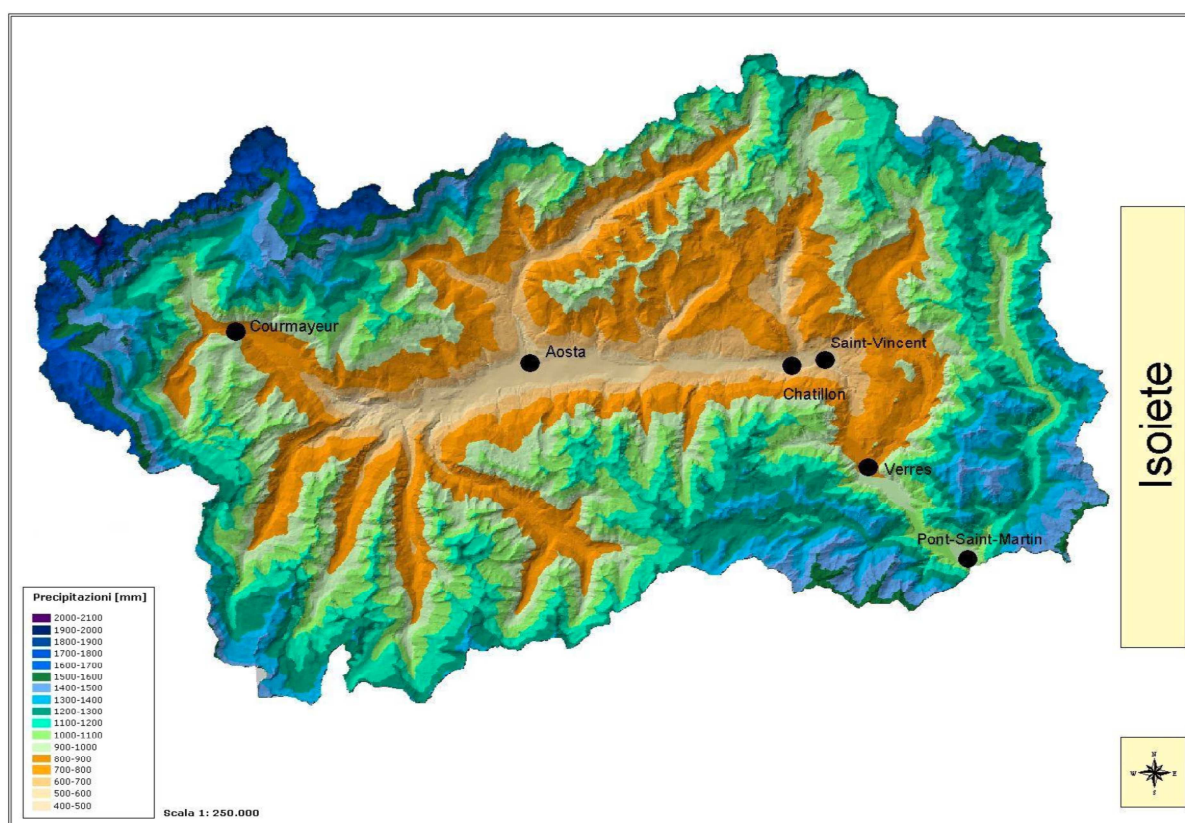 Courmayeur
Aosta
Saint-Vincent
Chatillon
Verres
Pont-Saint-Martin
Isoiete
Precipitazioni [mm]
2000-2100
1900-2000
1800-1900
1700-1800
1600-1700
1500-1600
1400-1500
1300-1400
1200-1300
1100-1200
1000-1100
900-1000
800-900
700-800
600-700
500-600
400-500
Scala 1: 250.000
N
W E
S